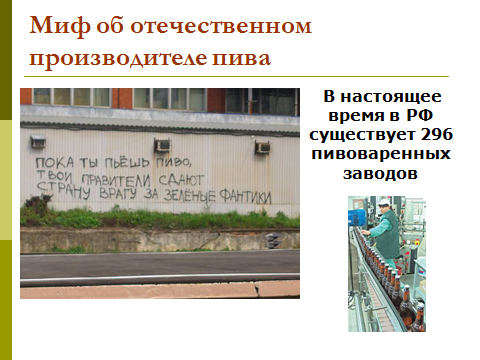 Миф об отечественном
производителе пива
ПОКА ТЫ ПЬЁШЬ ПИВО,
ТВОИ ПРАВИТЕЛИ СДАЮТ
СТРАНУ ВРАГУ ЗА ЗЕЛЁНЫЕ ФАНТИКИ
В настоящее
время в РФ
существует 296
пивоваренных
заводов